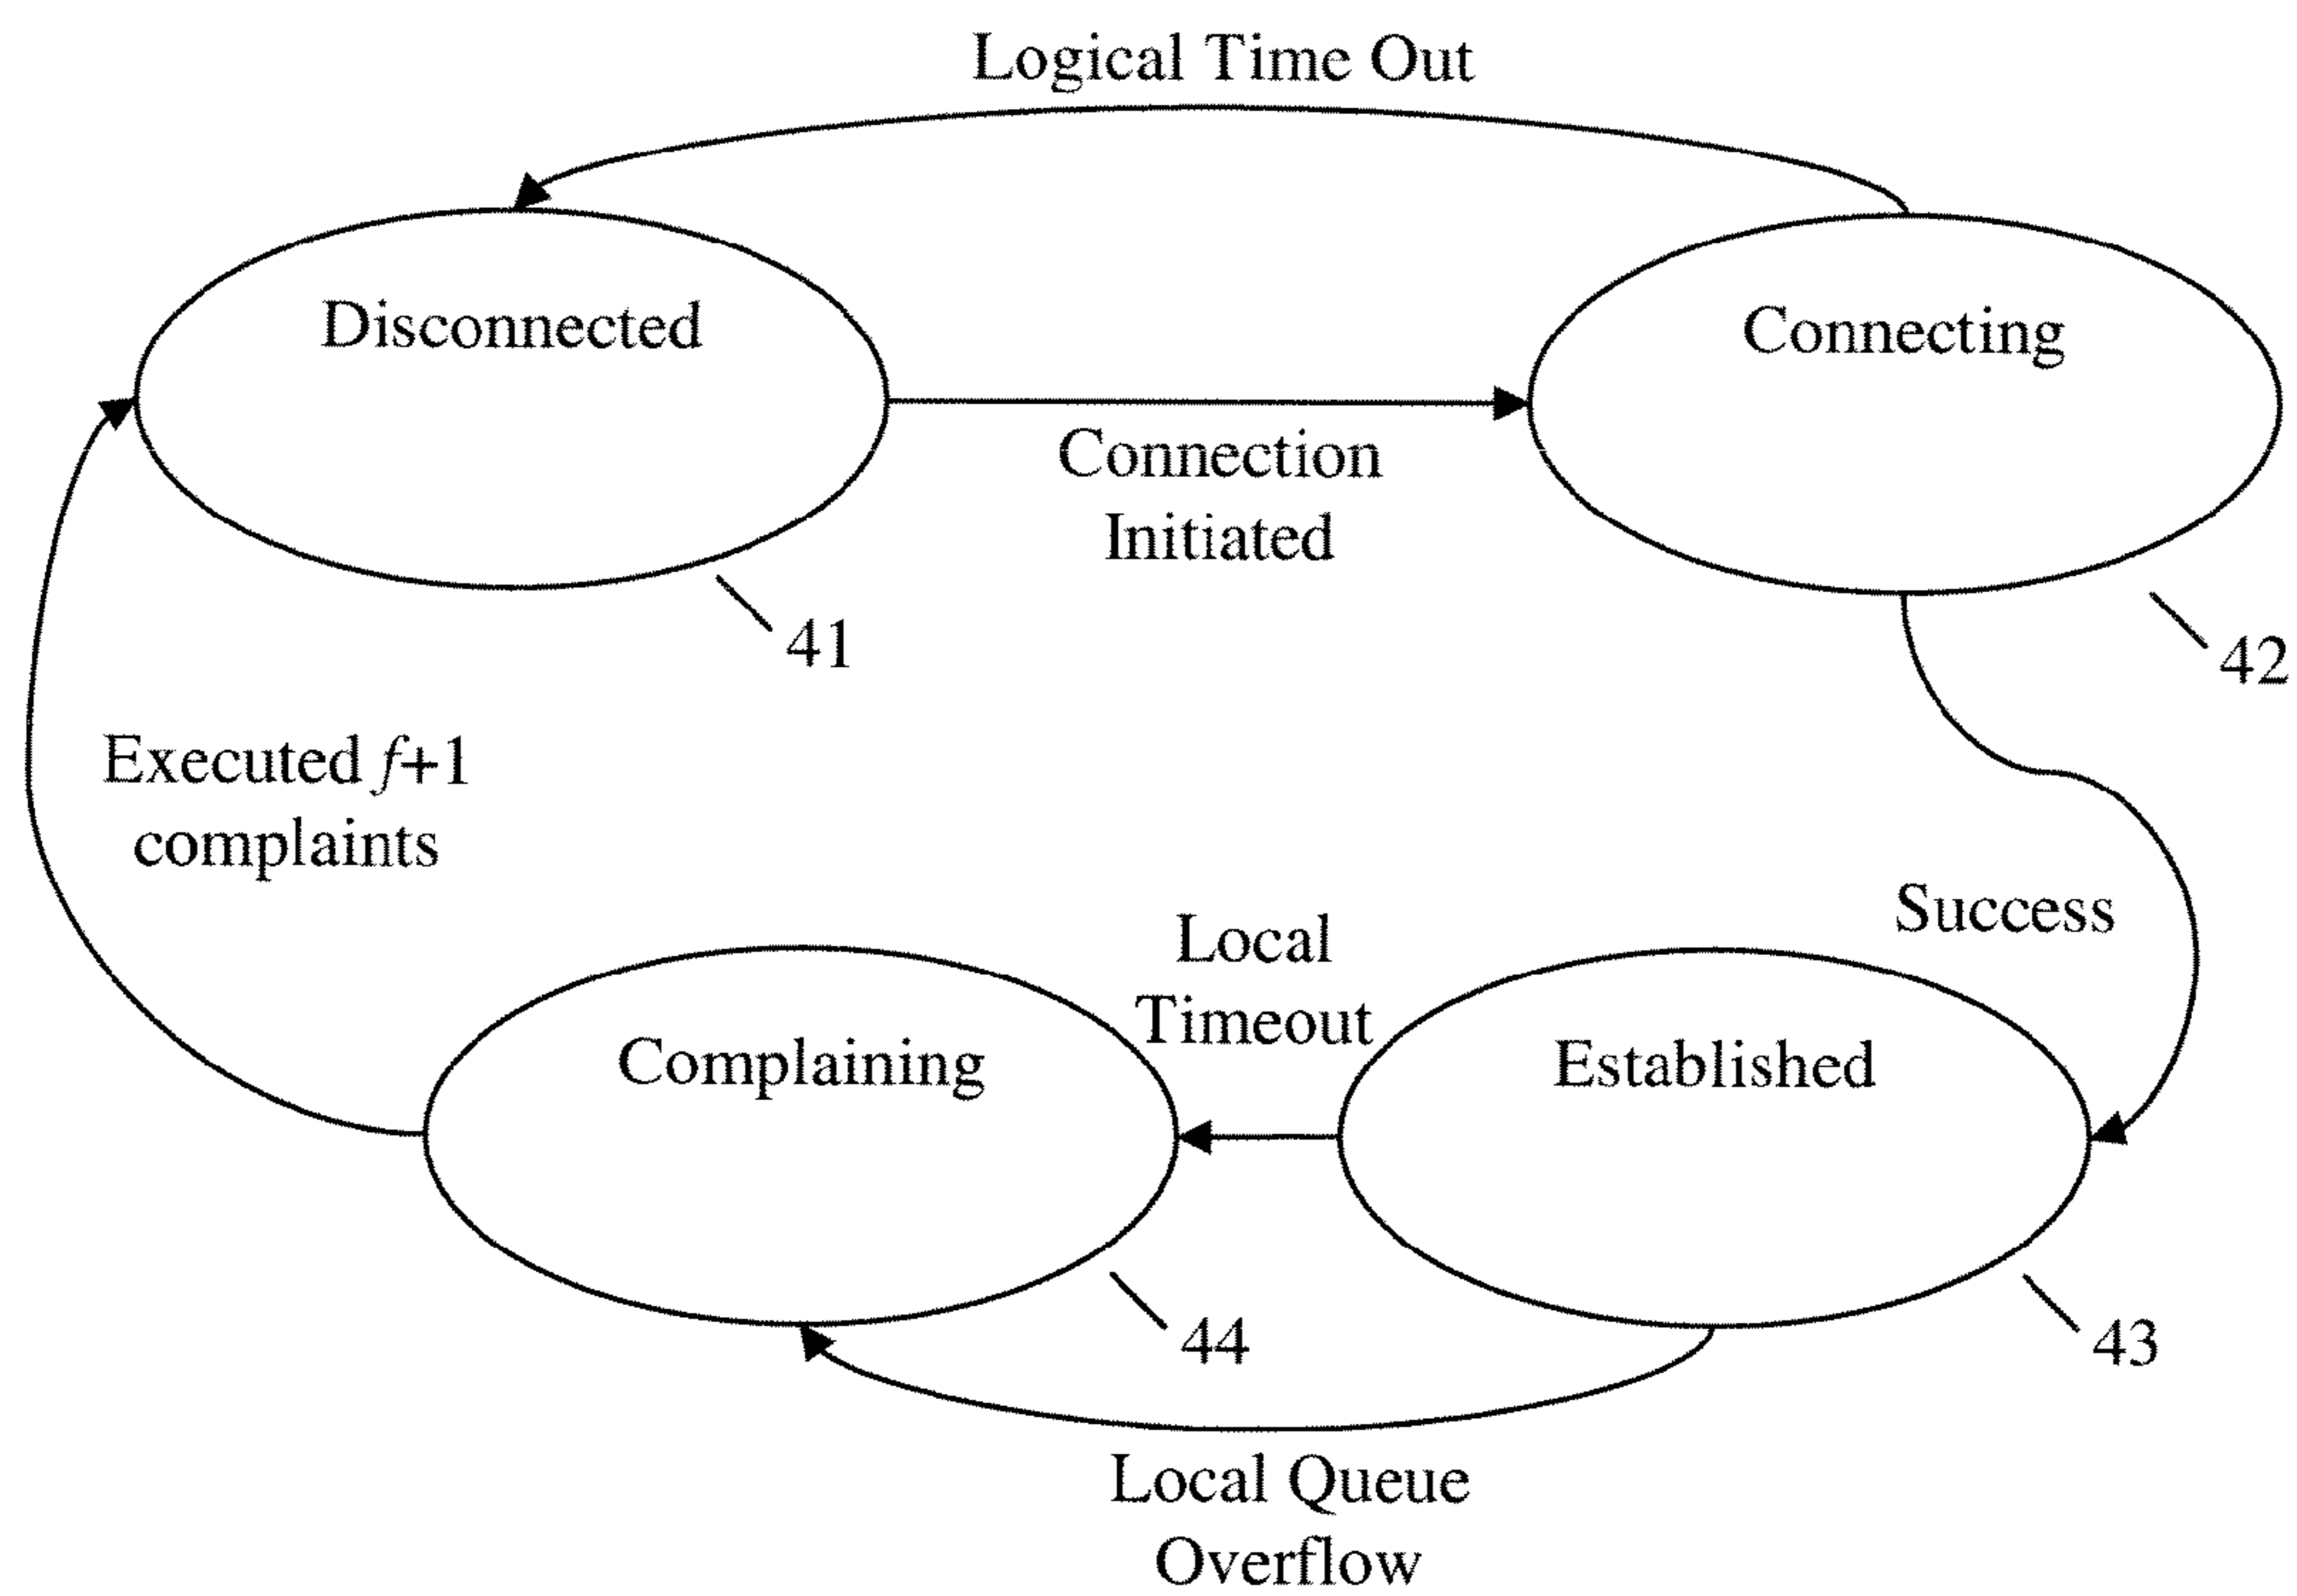 Logical Time Out
Disconnected
Connecting
Connection
Initiated
41
42
Executed f+1
complaints
Success
Local
Timeout
Complaining
Established
44
43
Local Queue
Overflow